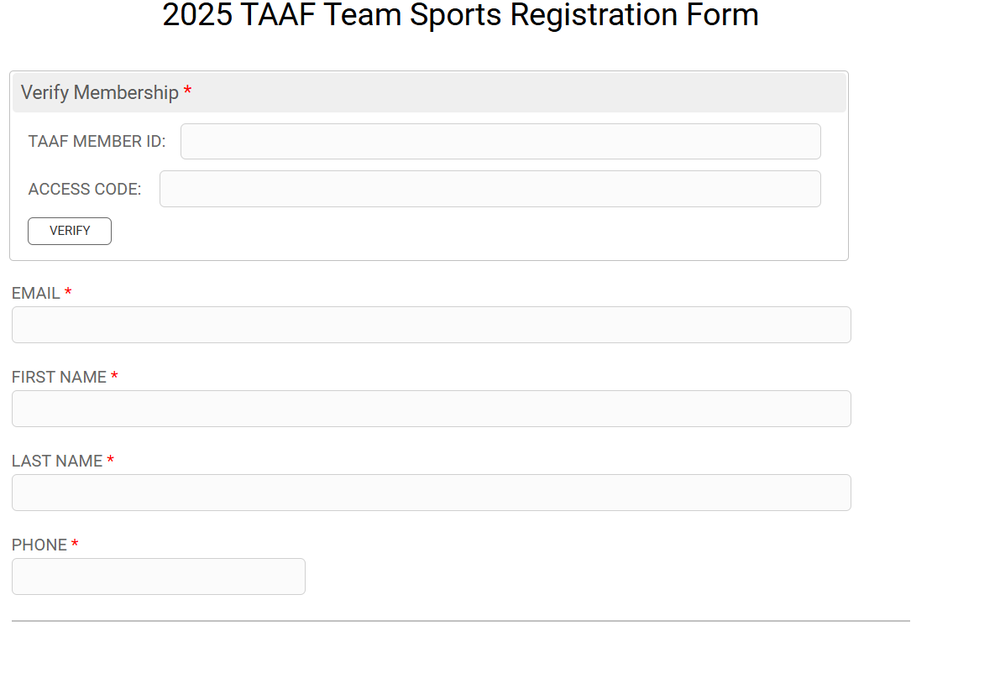 2025 TAAF Team Sports Registration Form
Verify Membership *
TAAF MEMBER ID:
ACCESS CODE:
VERIFY
EMAIL *
FIRST NAME *
LAST NAME *
PHONE *